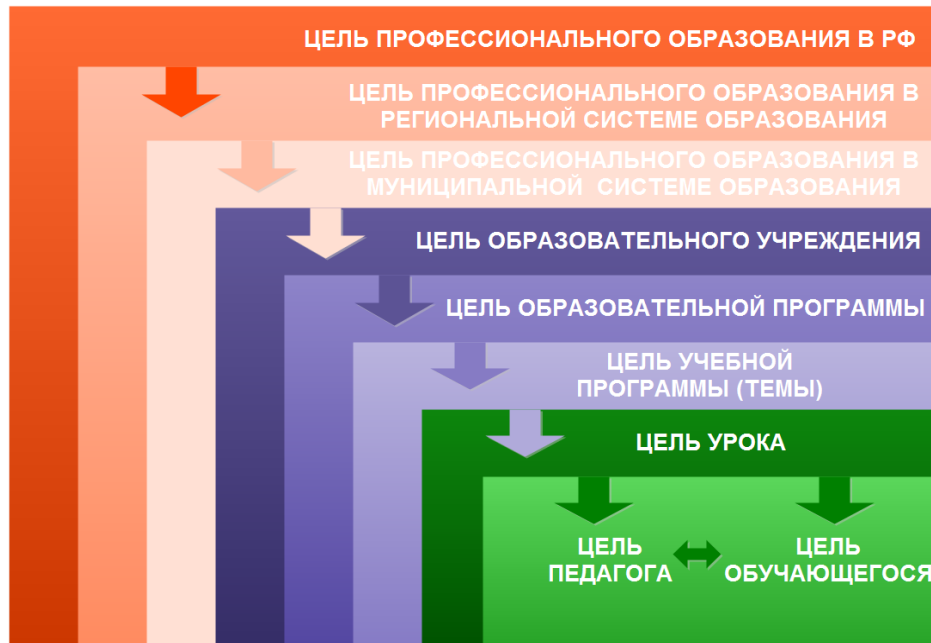 ЦЕЛЬ ПРОФЕССИОНАЛЬНОГО ОБРАЗОВАНИЯ В РФ
ЦЕЛЬ ПРОФЕССИОНАЛЬНОГО ОБРАЗОВАНИЯ В
РЕГИОНАЛЬНОЙ СИСТЕМЕ ОБРАЗОВАНИЯ
ЦЕЛЬ ПРОФЕССИОНАЛЬНОГО ОБРАЗОВАНИЯ В
МУНИЦИПАЛЬНОЙ СИСТЕМЕ ОБРАЗОВАНИЯ
ЦЕЛЬ ОБРАЗОВАТЕЛЬНОГО УЧРЕЖДЕНИЯ
ЦЕЛЬ ОБРАЗОВАТЕЛЬНОЙ ПРОГРАММЫ
ЦЕЛЬ УЧЕБНОЙ
ПРОГРАММЫ (ТЕМЫ)
ЦЕЛЬ УРОКА
ЦЕЛЬ
ПЕДАГОГА
ЦЕЛЬ
ОБУЧАЮЩЕГОСЯ